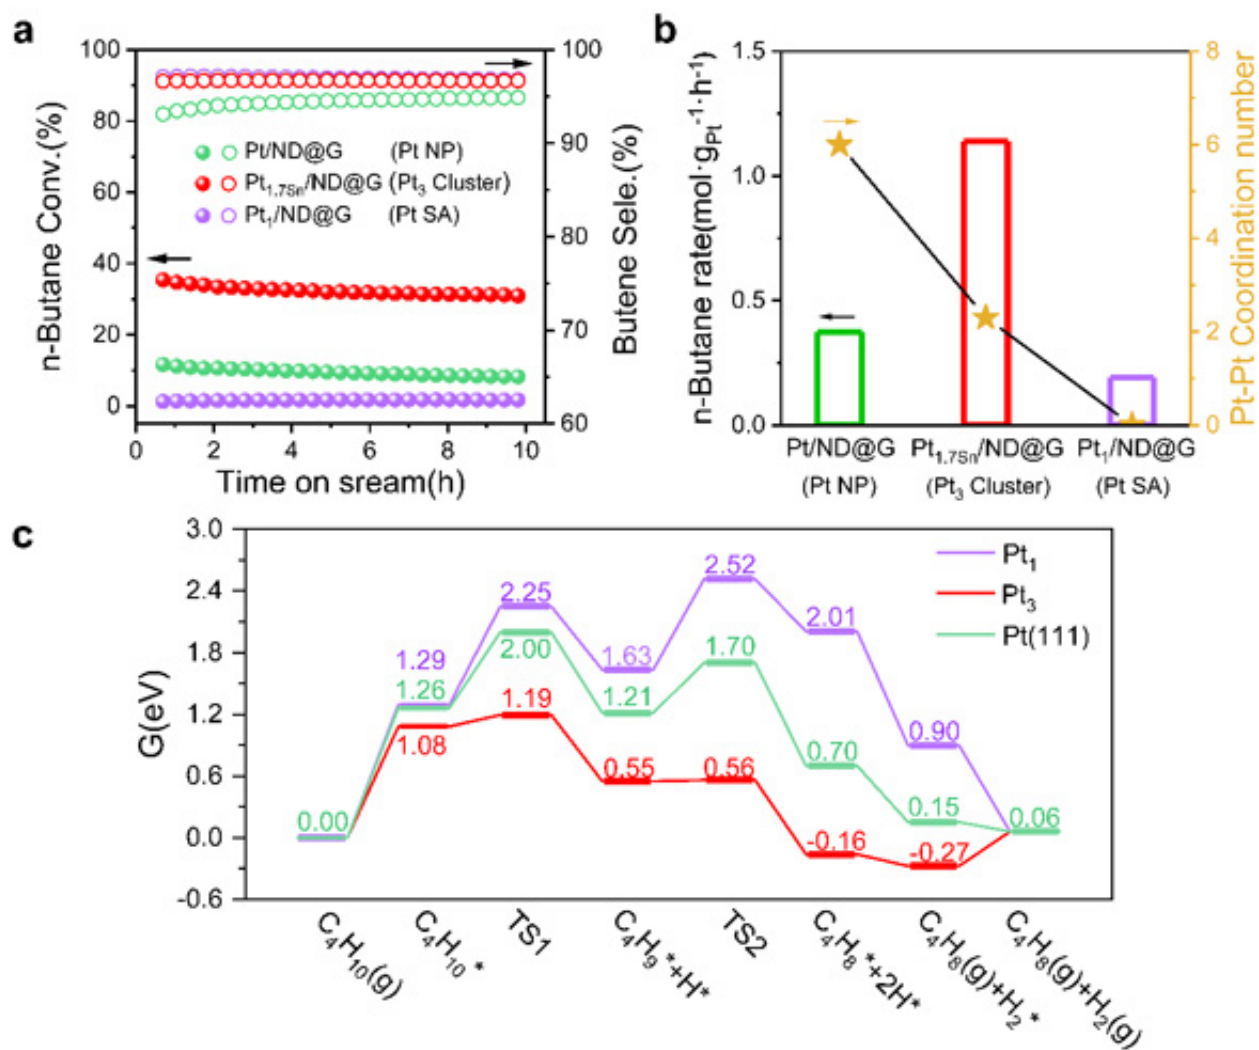 a
100
80
60
40
20
0
n-Butane Conv.(%)
100
90
80
70
60
Butene Sele.(%)
Pt/ND@G (Pt NP)
Pt1.7Sn/ND@G (Pt3 Cluster)
Pt1/ND@G (Pt SA)
0 2 4 6 8 10
Time on sream(h)
b
1.5
1.0
0.5
0.0
n-Butane rate(mol·gPt-1·h-1)
8
6
4
2
0
Pt-Pt Coordination number
Pt/ND@G Pt1.7Sn/ND@G Pt1/ND@G
(Pt NP) (Pt3 Cluster) (Pt SA)
c
3.0
2.4
1.8
1.2
0.6
0.0
-0.6
G(eV)
Pt1
Pt3
Pt(111)
0.00
1.29
1.26
1.08
2.25
2.00
1.19
1.63
1.21
0.55
2.52
1.70
0.56
2.01
0.70
-0.16
0.90
0.15
-0.27
0.06
C4H10(g)
C4H10*
TS1
C4H9*+H*
TS2
C4H8*+2H*
C4H8(g)+H2*
C4H8(g)+H2(g)